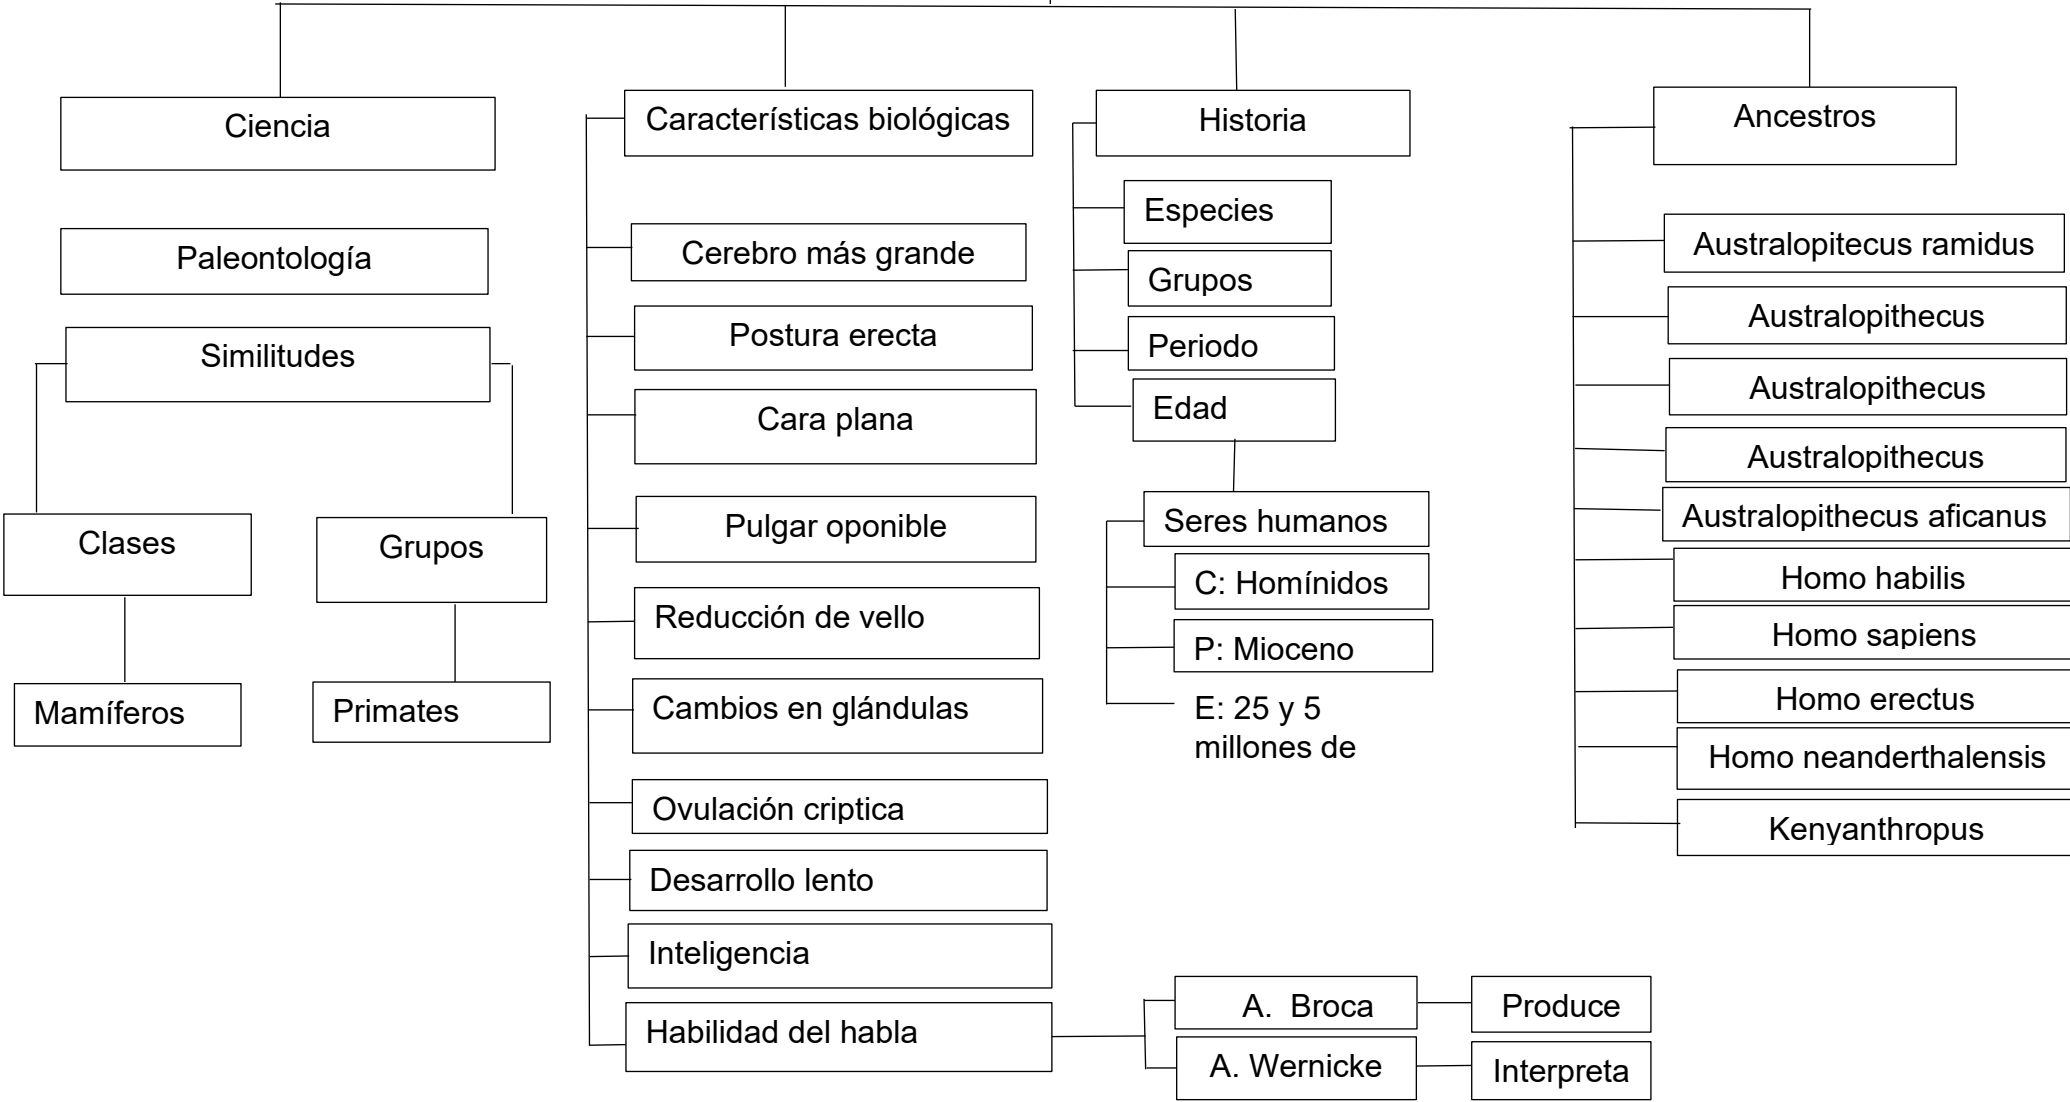 Ciencia
Paleontología
Similitudes
Clases
Grupos
Mamíferos
Primates
Características biológicas
Cerebro más grande
Postura erecta
Cara plana
Pulgar oponible
Reducción de vello
Cambios en glándulas
Ovulación criptica
Desarrollo lento
Inteligencia
Habilidad del habla
A. Broca
Produce
A. Wernicke
Interpreta
Historia
Especies
Grupos
Periodo
Edad
Seres humanos
C: Homínidos
P: Mioceno
E: 25 y 5
millones de
Ancestros
Australopitecus ramidus
Australopithecus
Australopithecus
Australopithecus
Australopithecus aficanus
Homo habilis
Homo sapiens
Homo erectus
Homo neanderthalensis
Kenyanthropus